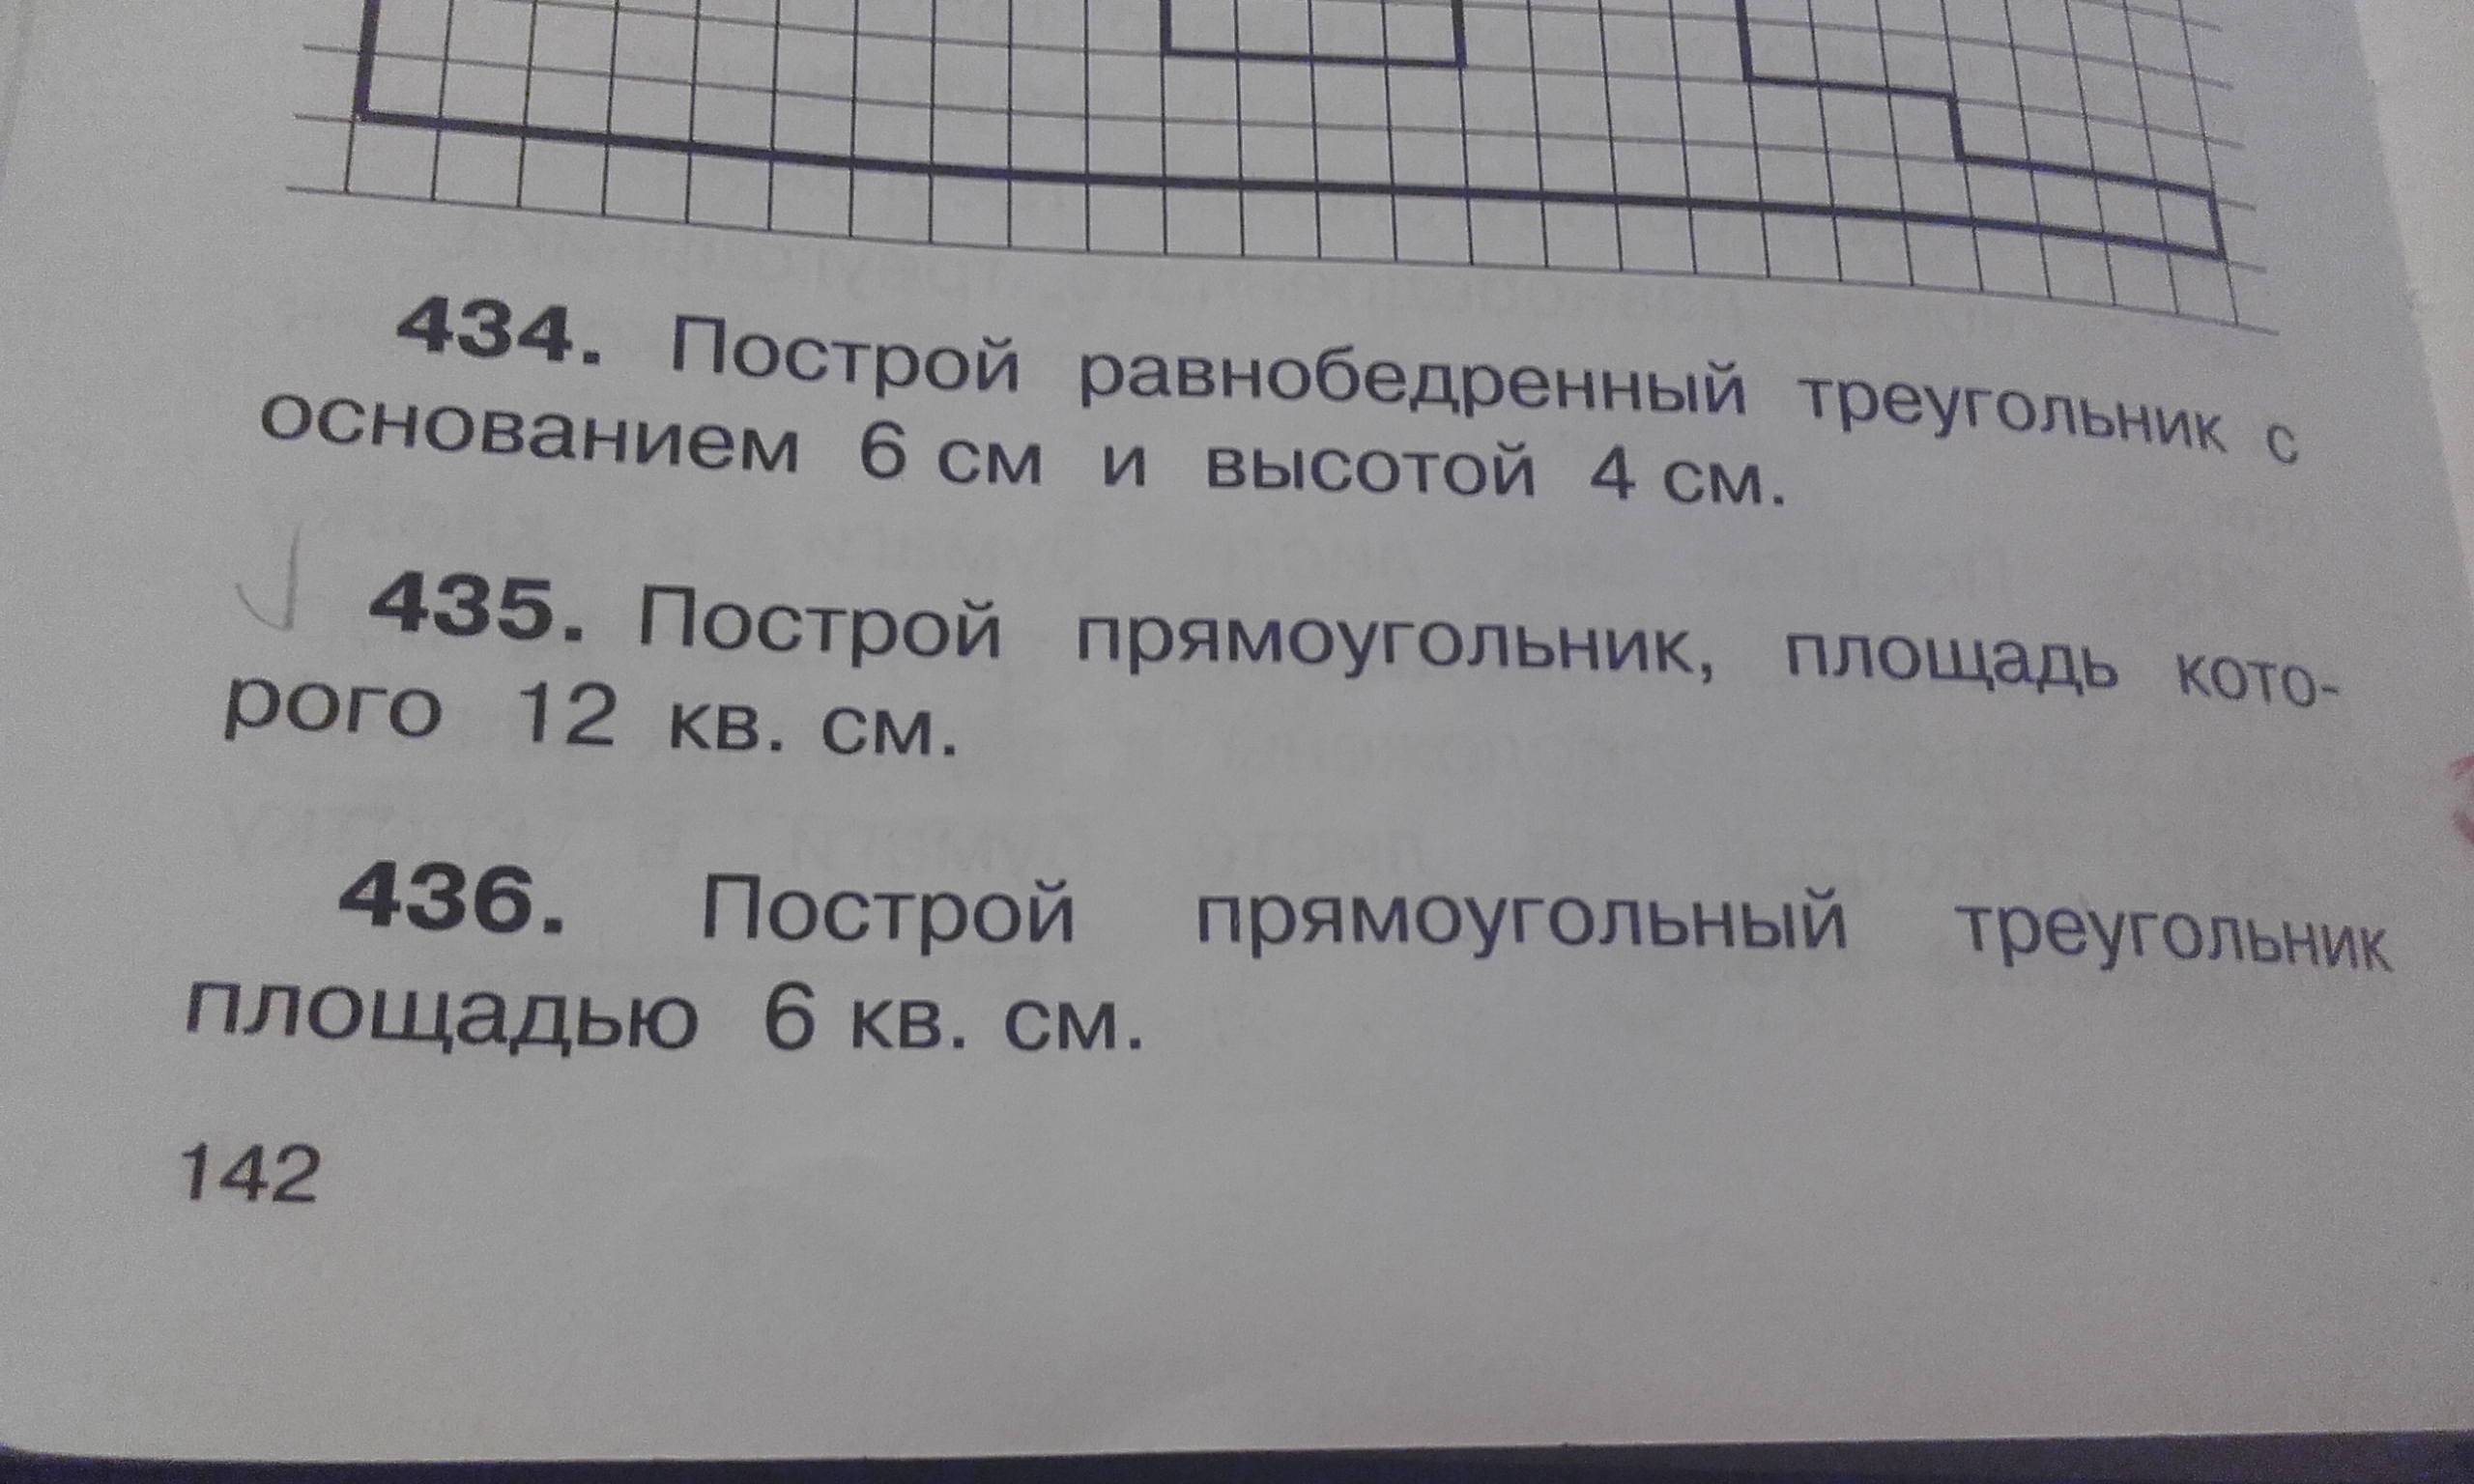 434. Построй равнобедренный треугольник с
основанием 6 см и высотой 4 см.
435. Построй прямоугольник, площадь кото-
рого 12 кв. см.
436. Построй прямоугольный треугольник
площадью 6 кв. см.
142